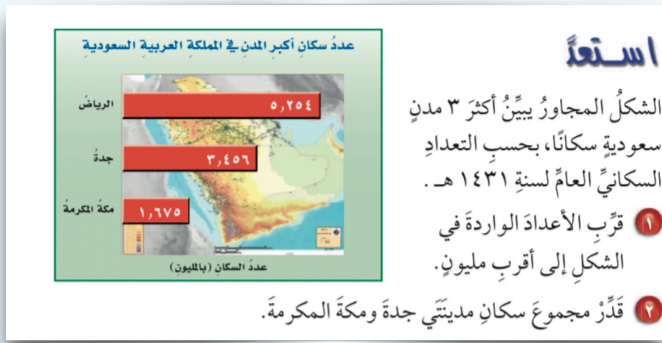 استعدَّ
الشكلُ المجاورُ يبيِّنُ أكثرَ ٣ مدنٍ
سعوديةٍ سكانًا، بحسبِ التعدادِ
السكانيِّ العامِّ لسنةِ ١٤٣١ هـ .
١ قرِّبِ الأعدادَ الواردةَ في
الشكلِ إلى أقربِ مليونٍ.
٢ قَدِّرْ مجموعَ سكانِ مدينَتَي جدةَ ومكةَ المكرمةَ.
عددُ سكانِ أكبرِ المدنِ في المملكةِ العربيةِ السعوديةِ
الرياضُ ٥,٢٥٤
جدةُ ٣,٤٥٦
مكةُ المكرمةُ ١,٦٧٥
عددُ السكانِ (بالمليون)